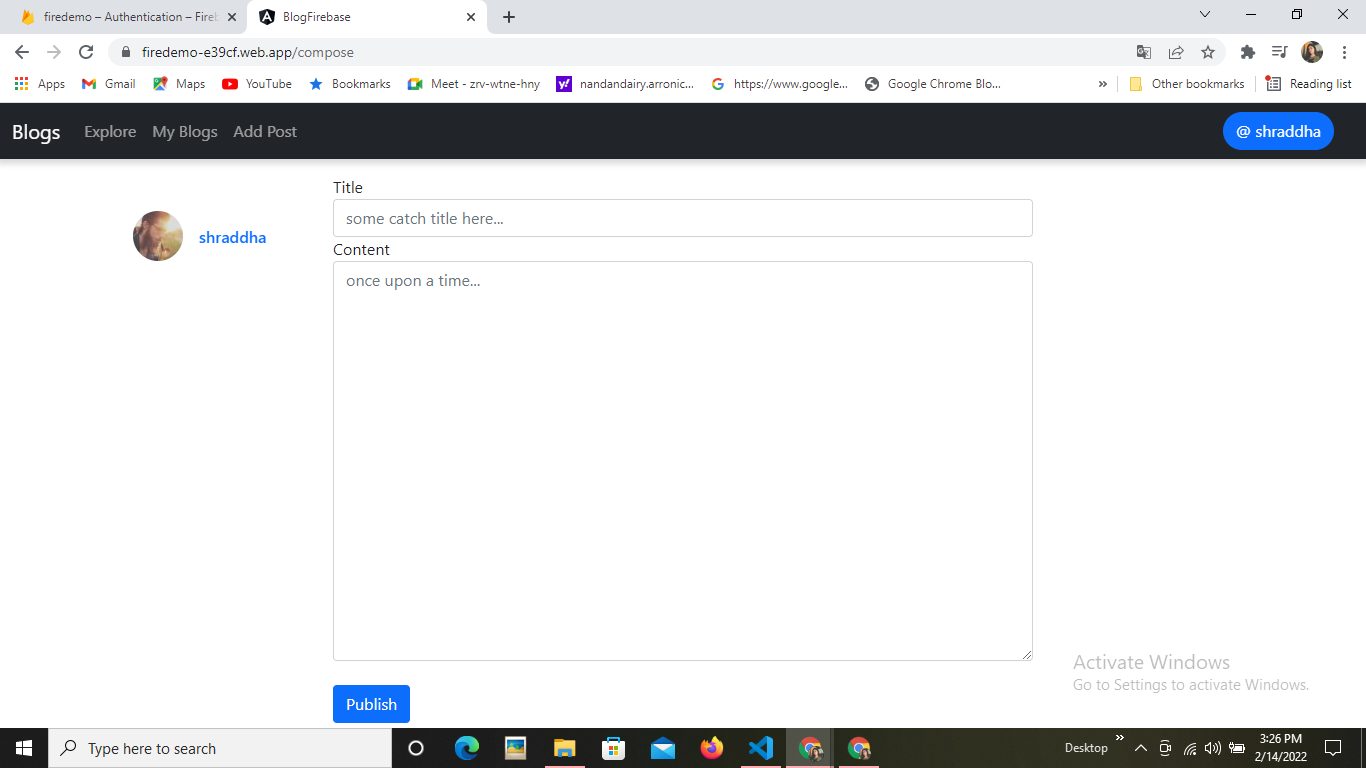 firedemo – Authentication – Fireb
BlogFirebase
firedemo-e39cf.web.app/compose
Apps
Gmail
Maps
YouTube
Bookmarks
Meet - zrv-wtne-hny
nandandairy.arronic...
https://www.google...
Google Chrome Blo...
»
Other bookmarks
Reading list
Blogs
Explore
My Blogs
Add Post
@ shraddha
shraddha
Title
some catch title here...
Content
once upon a time...
Publish
Activate Windows
Go to Settings to activate Windows.
Type here to search
Desktop
»
3:26 PM
2/14/2022